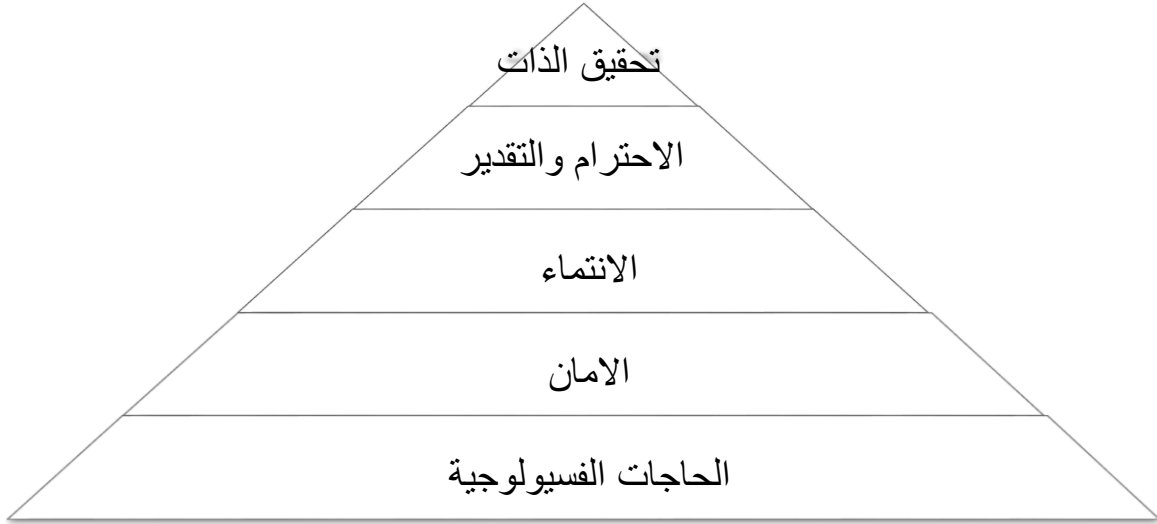 تحقيق الذات
الاحترام والتقدير
الانتماء
الامان
الحاجات الفسيولوجية